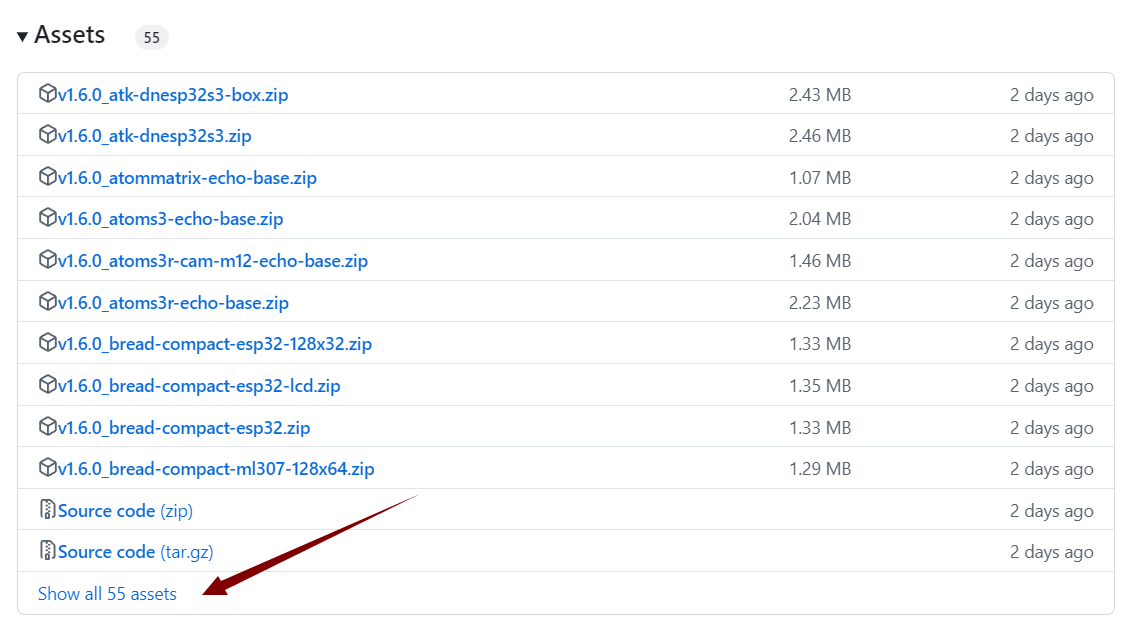 Assets 55
v1.6.0_atk-dnesp32s3-box.zip 2.43 MB 2 days ago
v1.6.0_atk-dnesp32s3.zip 2.46 MB 2 days ago
v1.6.0_atommatrix-echo-base.zip 1.07 MB 2 days ago
v1.6.0_atoms3-echo-base.zip 2.04 MB 2 days ago
v1.6.0_atoms3r-cam-m12-echo-base.zip 1.46 MB 2 days ago
v1.6.0_atoms3r-echo-base.zip 2.23 MB 2 days ago
v1.6.0_bread-compact-esp32-128x32.zip 1.33 MB 2 days ago
v1.6.0_bread-compact-esp32-lcd.zip 1.35 MB 2 days ago
v1.6.0_bread-compact-esp32.zip 1.33 MB 2 days ago
v1.6.0_bread-compact-ml307-128x64.zip 1.29 MB 2 days ago
Source code (zip) 2 days ago
Source code (tar.gz) 2 days ago
Show all 55 assets